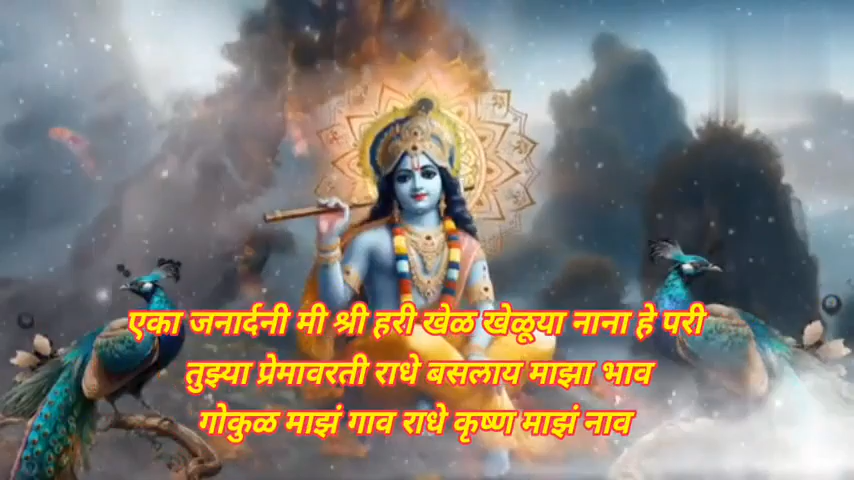 एका जनार्दनी मी श्री हरी खेळ खेळूया नाना हे परी
तुझ्या प्रेमावरती राधे बसलाय माझा भाव
गोकुळ माझं गाव राधे कृष्ण माझं नाव